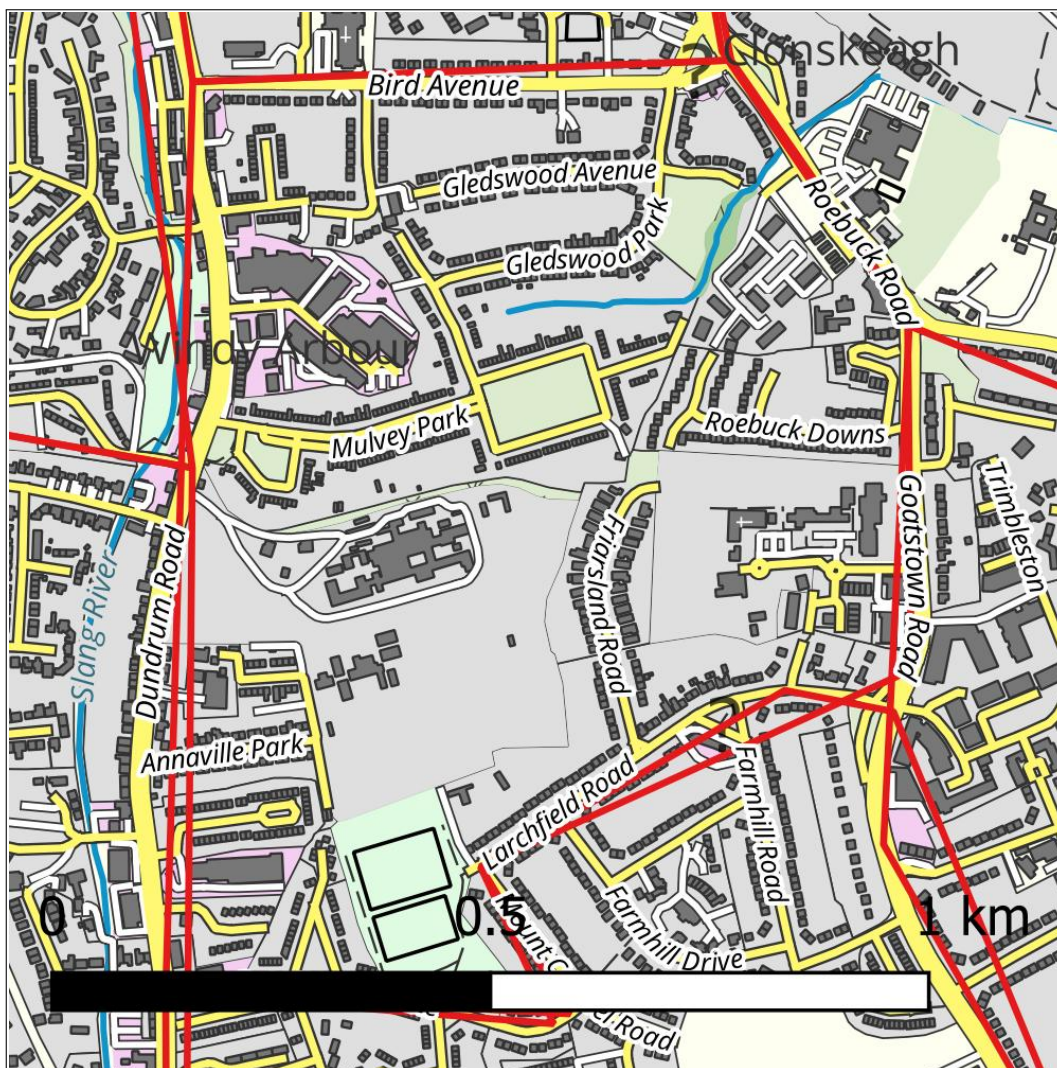 Clonskeagh
Bird Avenue
Gledswood Avenue
Roebuck Road
Gledswood Park
Windy Arbour
Mulvey Park
Roebuck Downs
Goatstown Road
Trimbleston
Slang River
Dundrum Road
Friarsland Road
Annaville Park
?
?
Larchfield Road
Farmhill Road
Farmhill Drive
0 0.5 1 km